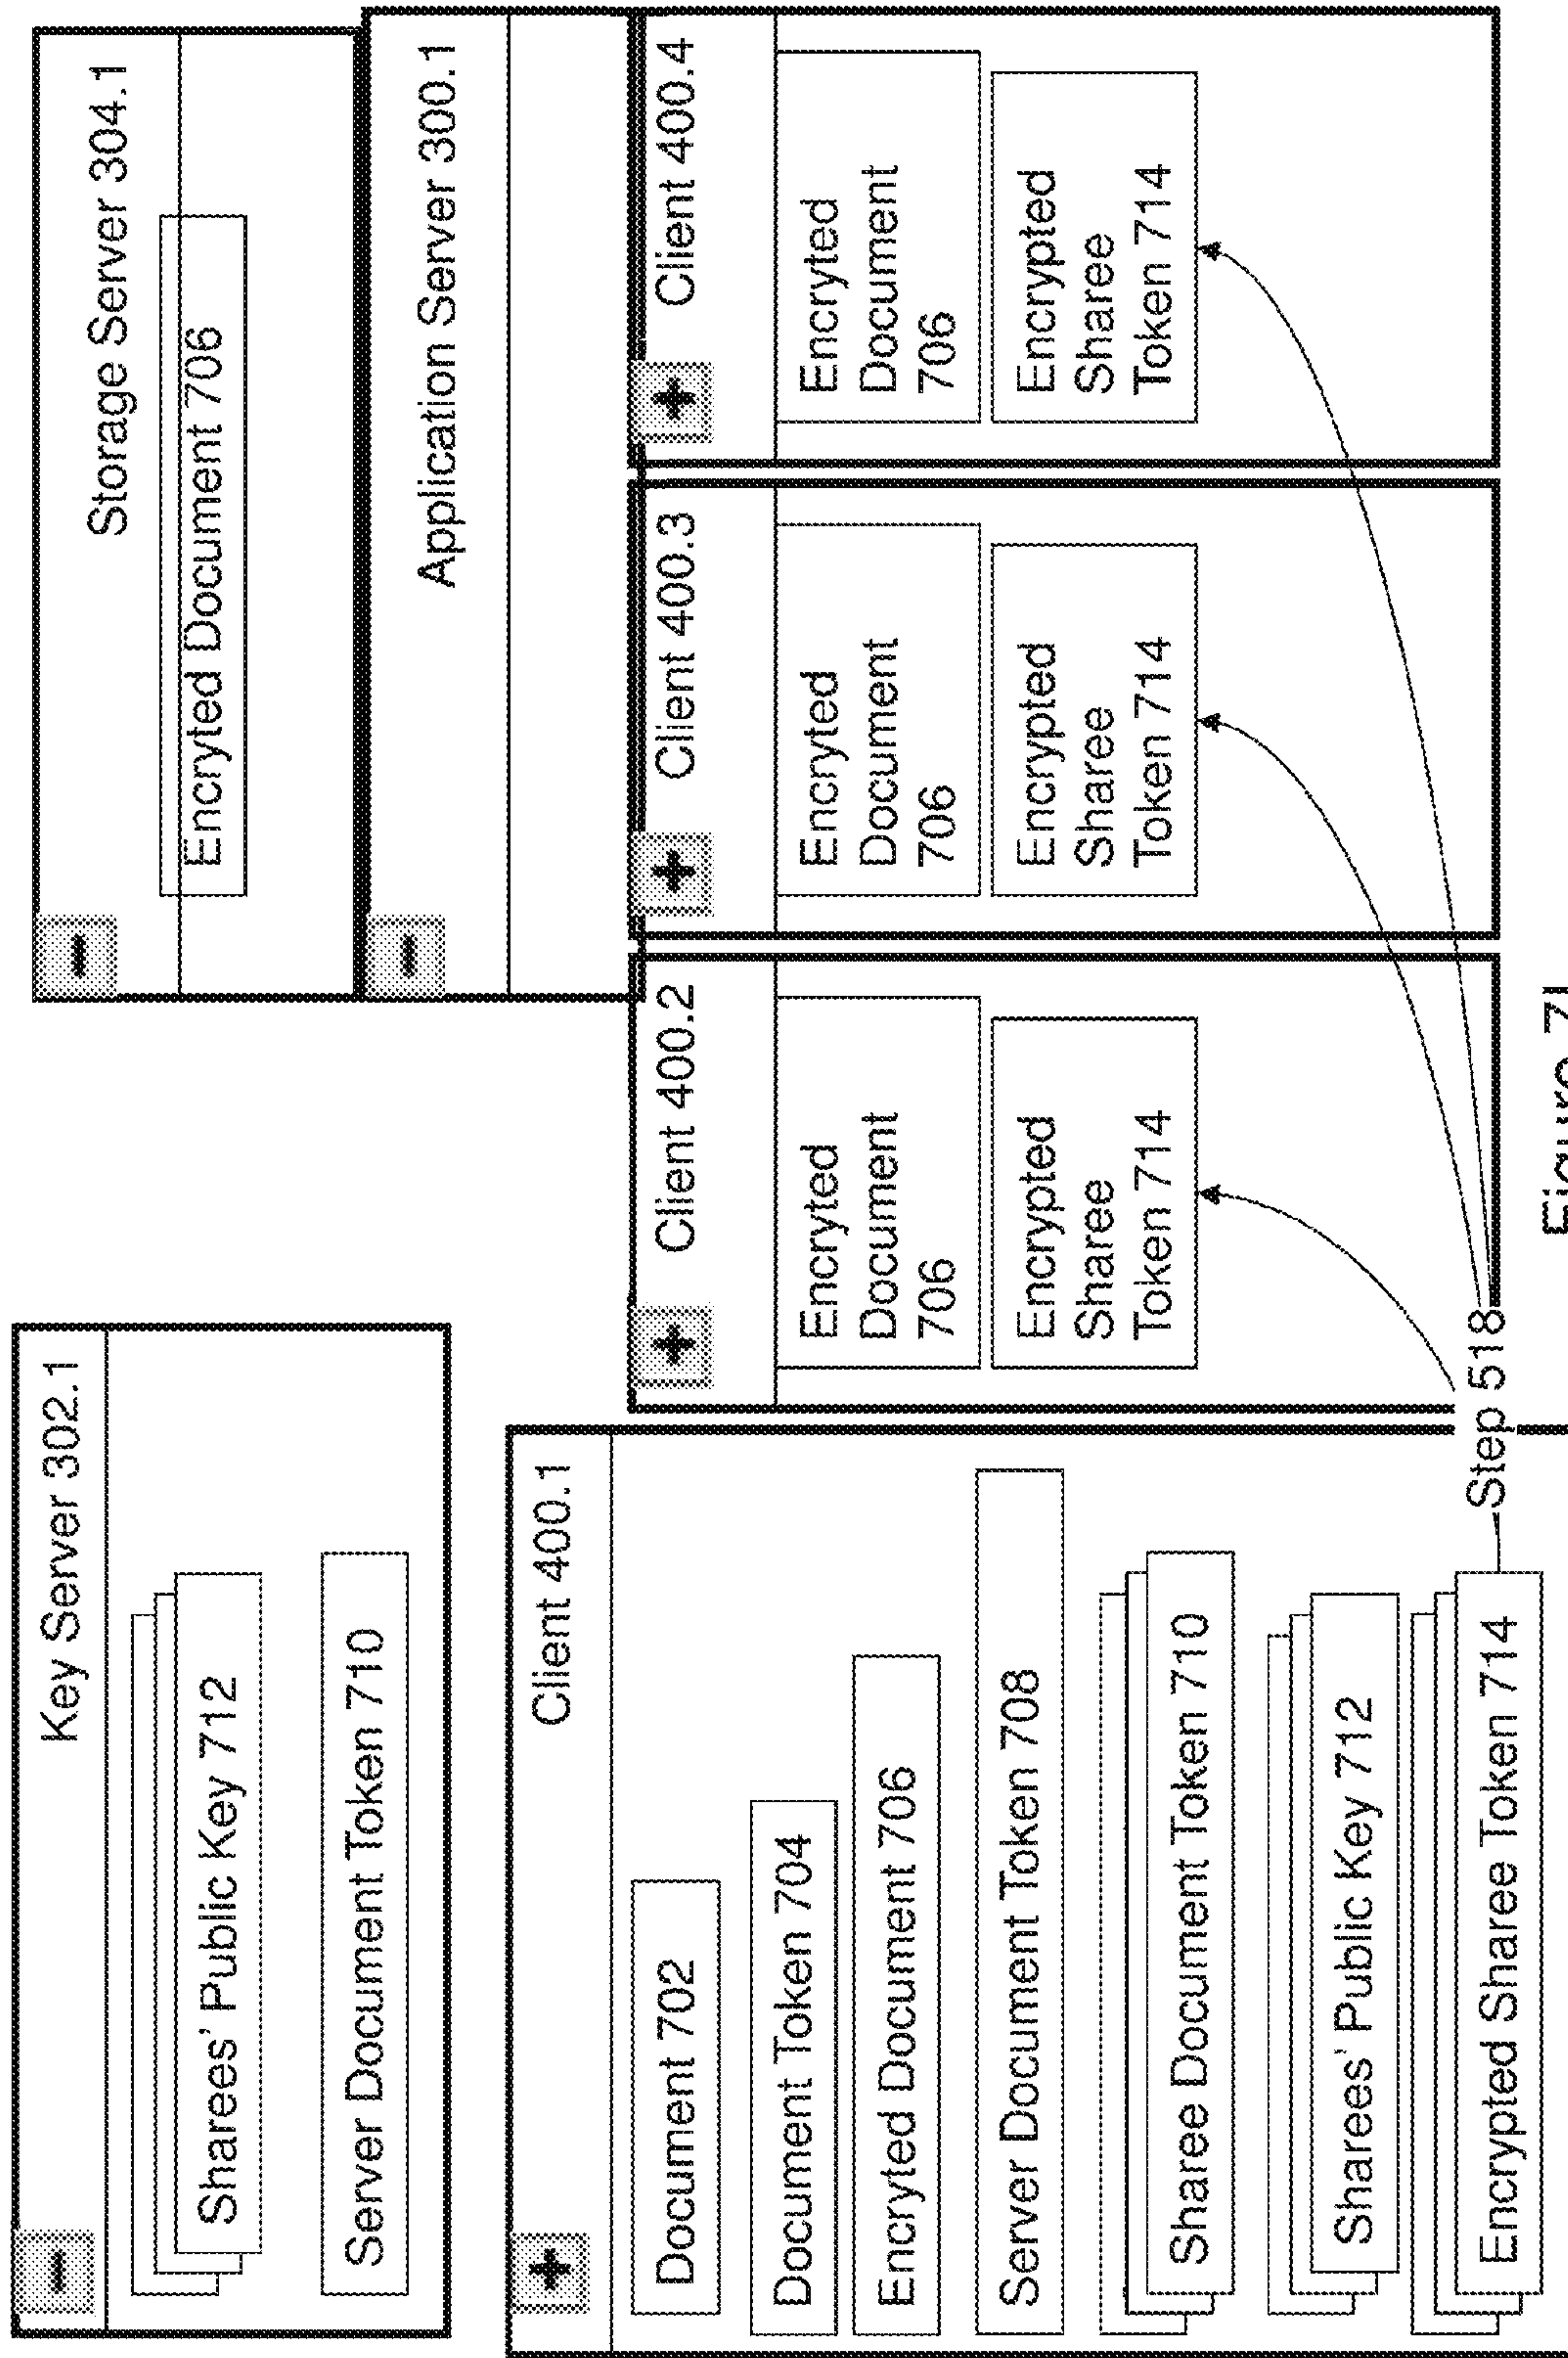 Key Server 302.1
Sharees' Public Key 712
Server Document Token 710
Storage Server 304.1
Encryted Document 706
Application Server 300.1
Client 400.1
Document 702
Document Token 704
Encryted Document 706
Server Document Token 708
Sharee Document Token 710
Sharees' Public Key 712
Encrypted Sharee Token 714
Step 518
Client 400.2
Encryted
Document
706
Encrypted
Sharee
Token 714
Client 400.3
Encryted
Document
706
Encrypted
Sharee
Token 714
Client 400.4
Encryted
Document
706
Encrypted
Sharee
Token 714
Figure